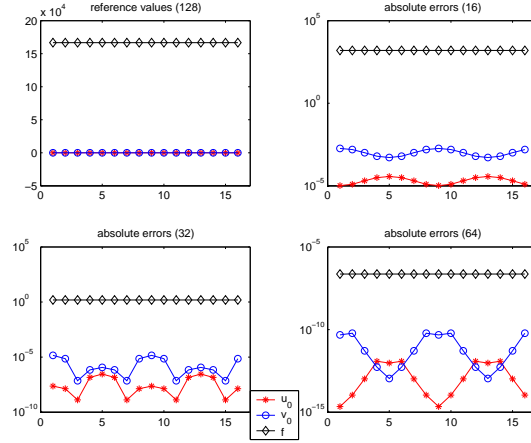 reference values (128)
20 x 10^4
15
10
5
0
-5
0 5 10 15
absolute errors (16)
10^5
10^0
10^-5
0 5 10 15
absolute errors (32)
10^5
10^0
10^-5
10^-10
0 5 10 15
absolute errors (64)
10^-5
10^-10
10^-15
0 5 10 15
u_0
v_0
f